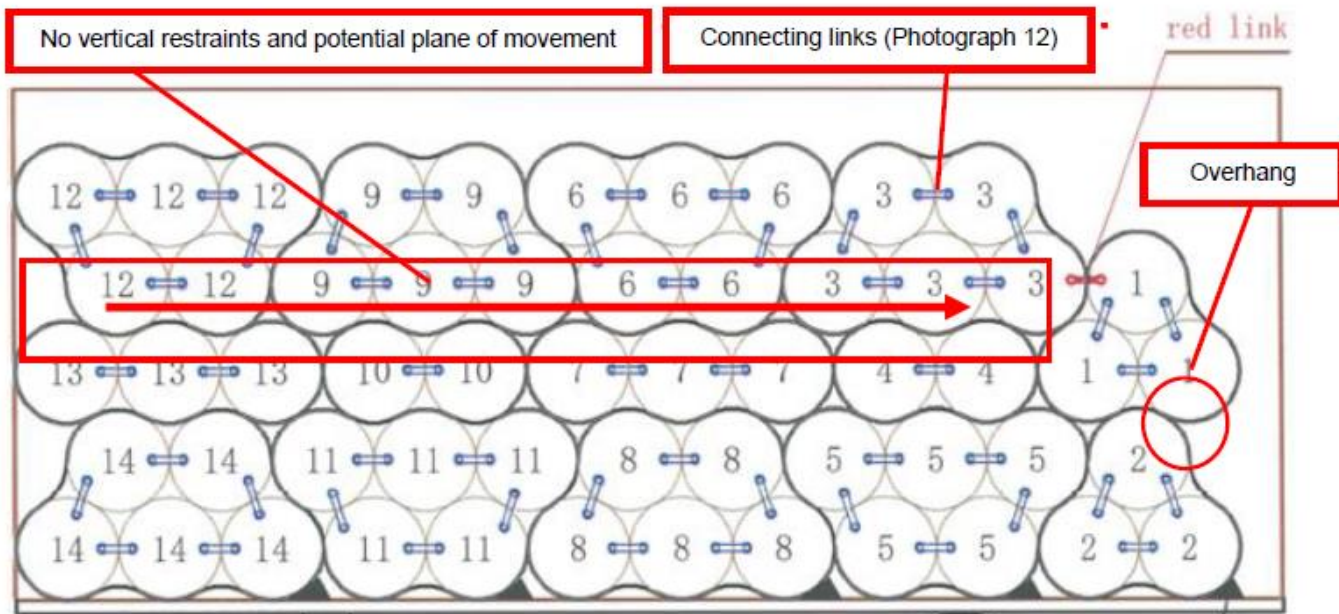 No vertical restraints and potential plane of movement
Connecting links (Photograph 12)
red link
Overhang
12 12 12 9 9 6 6 6 3 3
12 12 9 9 9 6 6 3 3 3 1
13 13 13 10 10 7 7 7 4 4 1 1
14 14 11 11 11 8 8 5 5 5 2
14 14 14 11 11 8 8 8 5 5 2 2